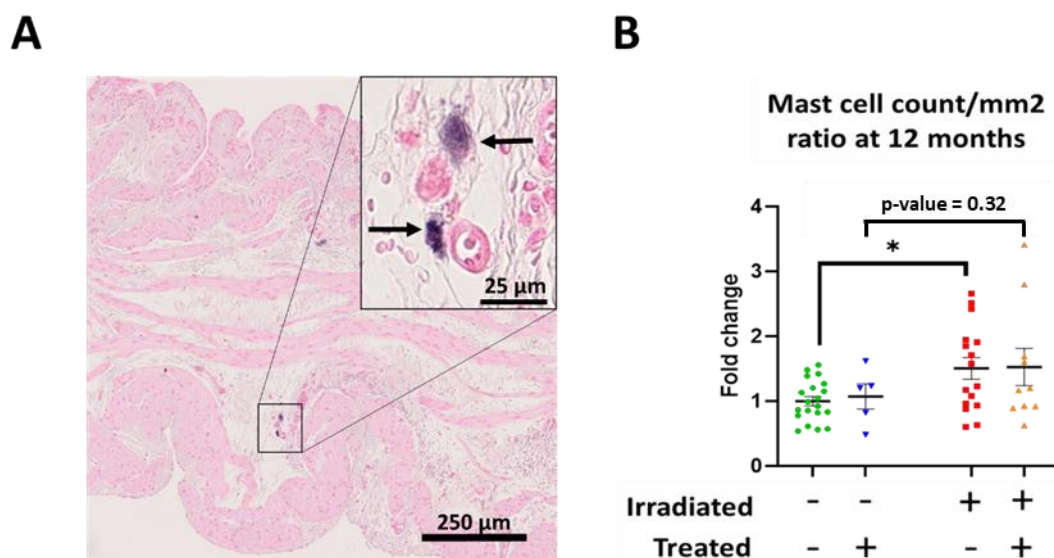 A
25 µm
250 µm
B
Mast cell count/mm2
ratio at 12 months
p-value = 0.32
*
Fold change
4
3
2
1
0
Irradiated - - + +
Treated - + - +